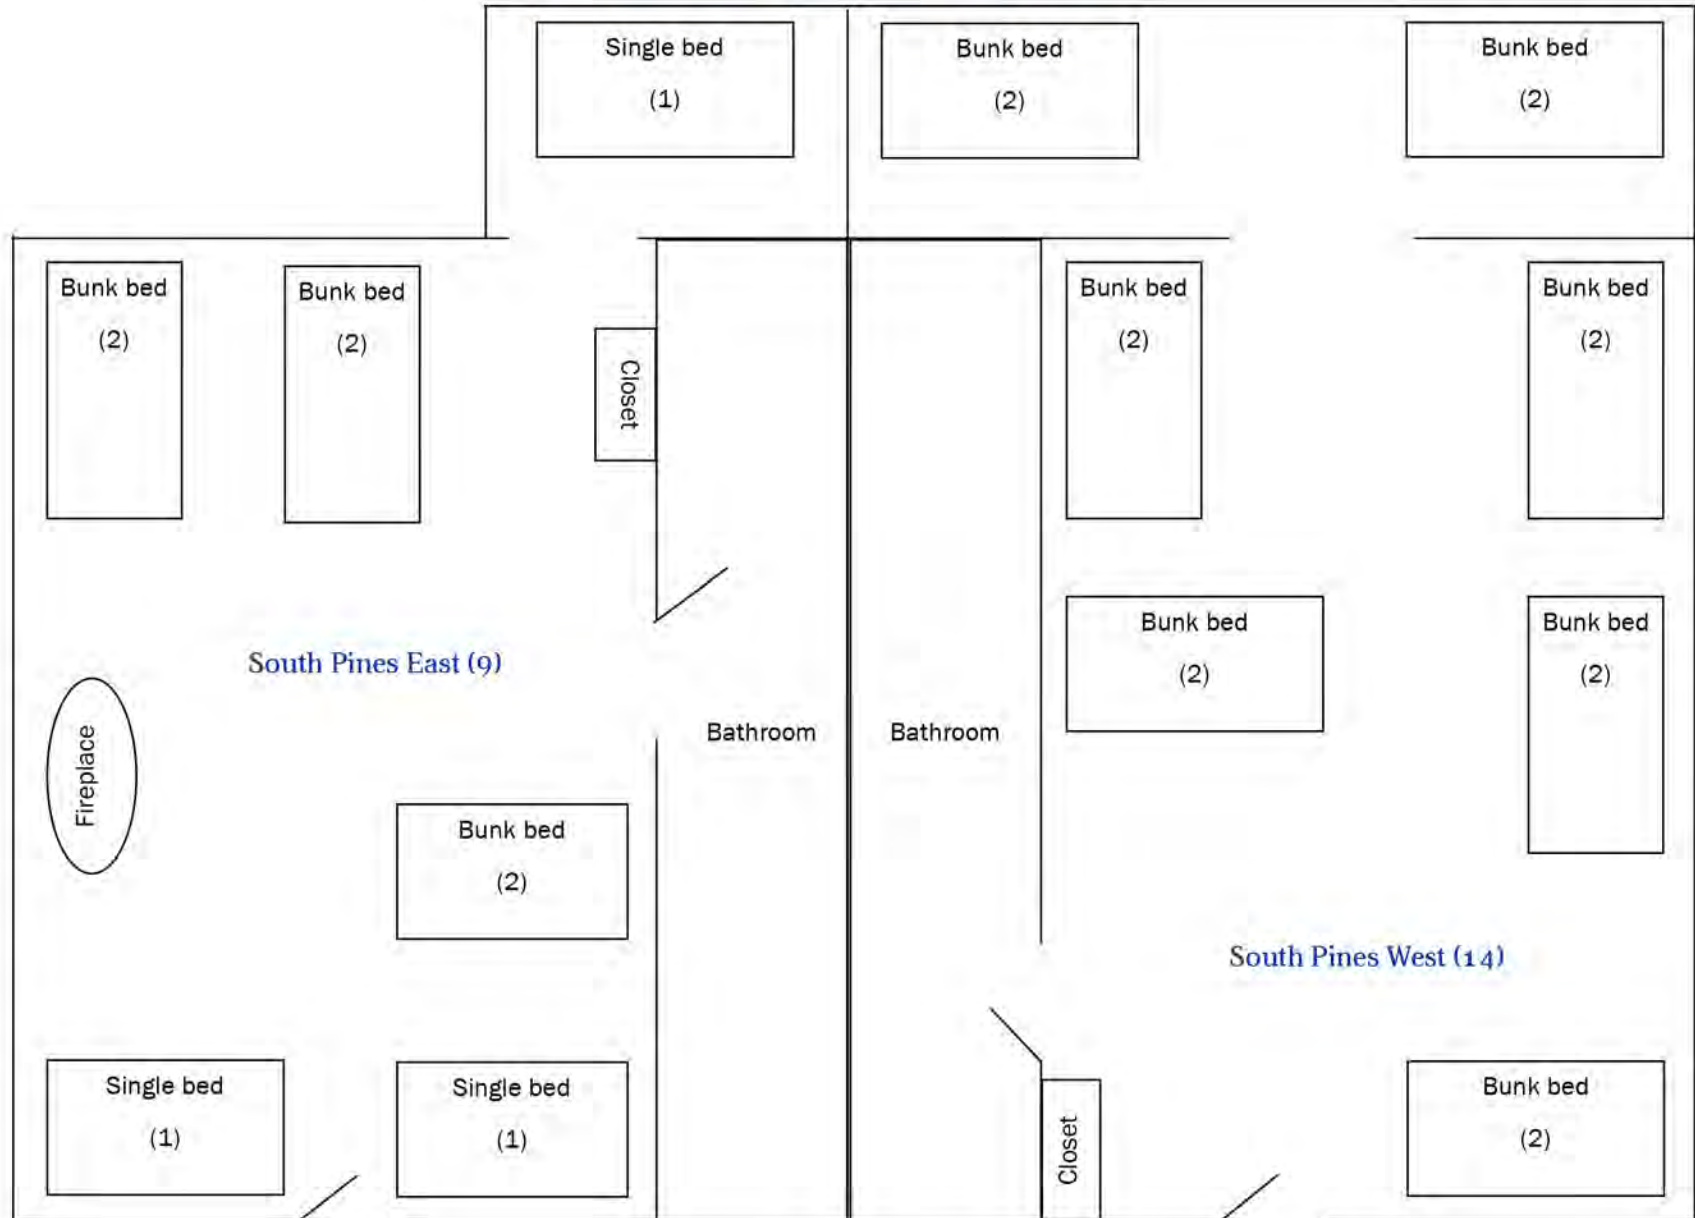 Single bed
(1)
Bunk bed
(2)
Bunk bed
(2)
Bunk bed
(2)
Bunk bed
(2)
Closet
Bunk bed
(2)
Bunk bed
(2)
South Pines East (9)
Fireplace
Bathroom
Bathroom
Bunk bed
(2)
Bunk bed
(2)
Bunk bed
(2)
South Pines West (14)
Single bed
(1)
Single bed
(1)
Closet
Bunk bed
(2)